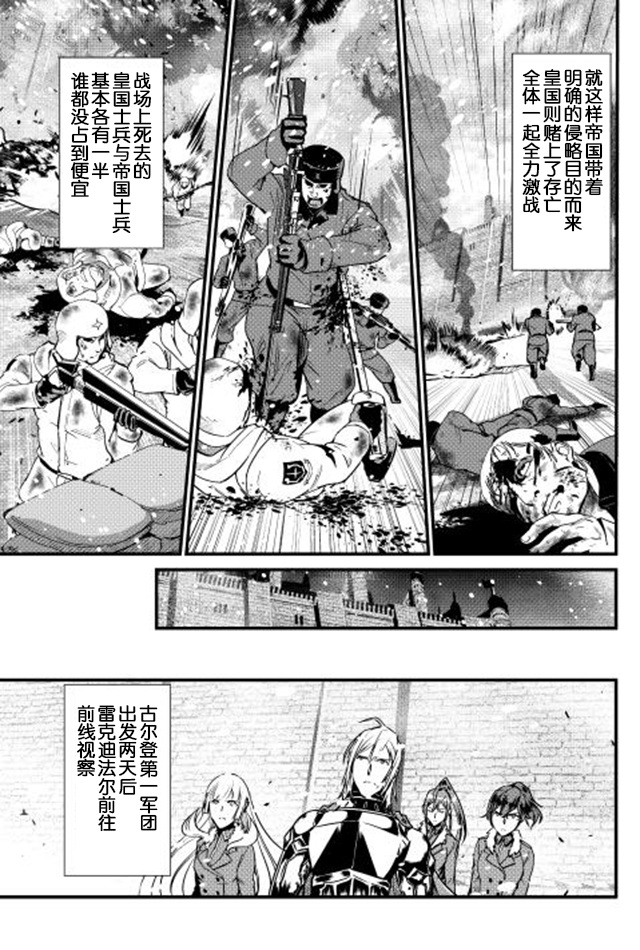 就这样帝国带着
明确的侵略目的而来
皇国则赌上了存亡
全体一起全力激战
战场上死去的
皇国士兵与帝国士兵
基本各有一半
谁都没占到便宜
古尔登第一军团
出发两天后
雷克迪法尔前往
前线视察